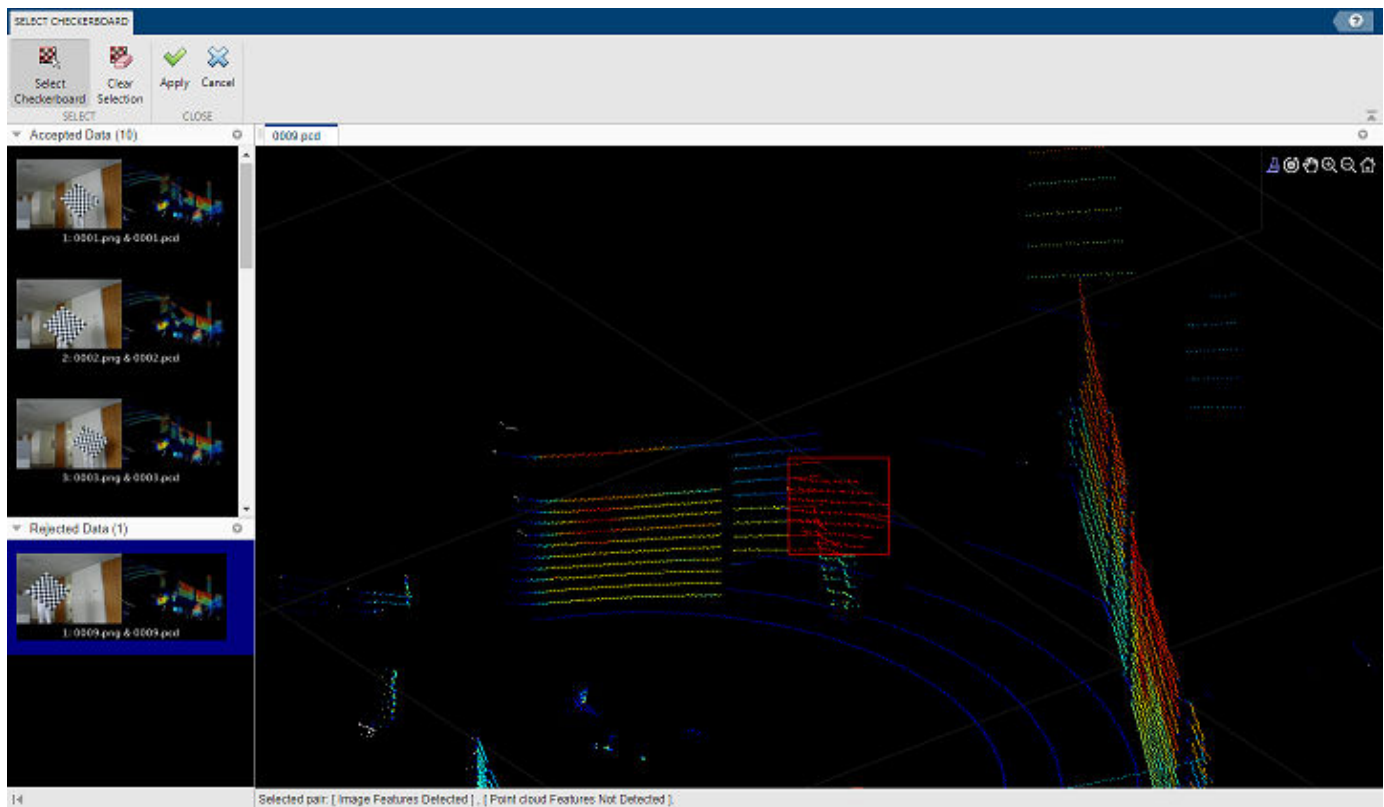 SELECT CHECKERBOARD
?
Select
Checkerboard
Clear
Selection
Apply
Cancel
SELECT
CLOSE
Accepted Data (10)
0009.pcd
1: 0001.png & 0001.pcd
2: 0002.png & 0002.pcd
3: 0003.png & 0003.pcd
Rejected Data (1)
1: 0009.png & 0009.pcd
Selected pair: [ Image Features Detected ] , [ Point cloud Features Not Detected ].